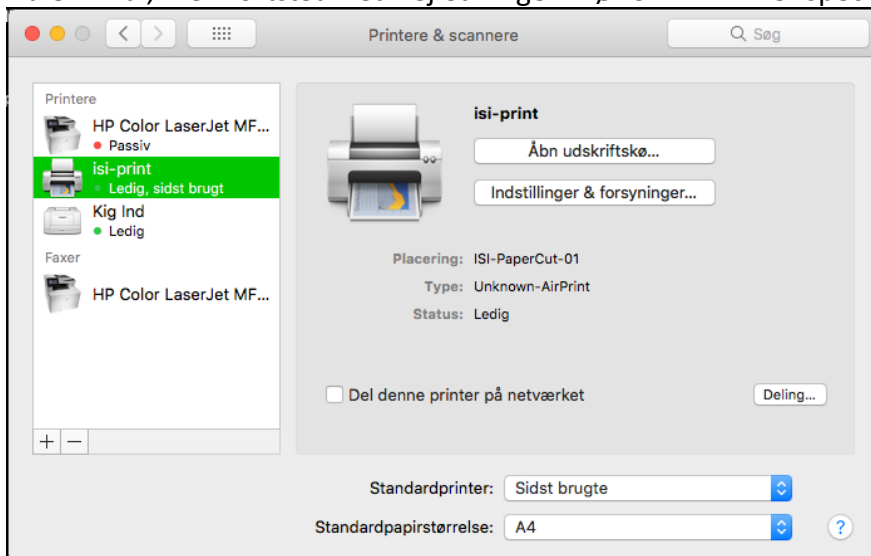 Printere & scannere
Søg
Printere
HP Color LaserJet MF...
Passiv
isi-print
Ledig, sidst brugt
Kig Ind
Ledig
Faxer
HP Color LaserJet MF...
+ −
isi-print
Åbn udskriftskø...
Indstillinger & forsyninger...
Placering: ISI-PaperCut-01
Type: Unknown-AirPrint
Status: Ledig
Del denne printer på netværket
Deling...
Standardprinter: Sidst brugte
Standardpapirstørrelse: A4
?